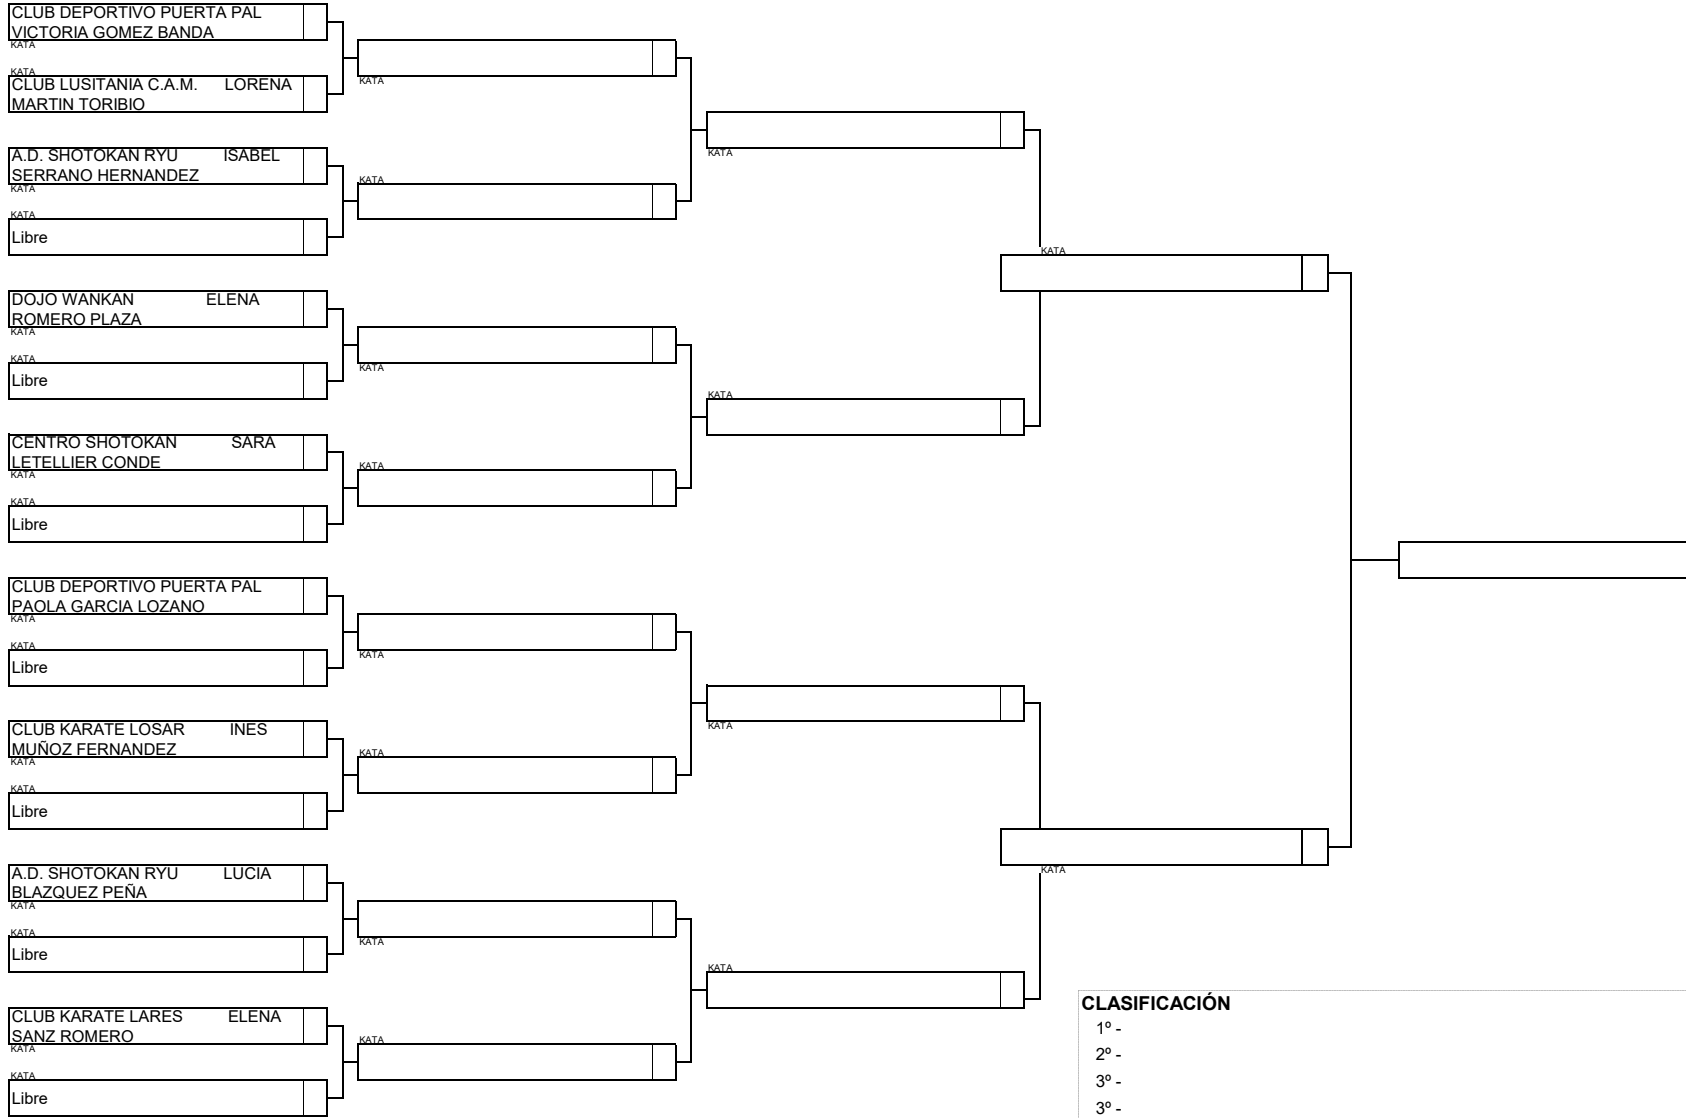 CLUB DEPORTIVO PUERTA PAL
VICTORIA GOMEZ BANDA
KATA
KATA
CLUB LUSITANIA C.A.M. LORENA
MARTIN TORIBIO
A.D. SHOTOKAN RYU ISABEL
SERRANO HERNANDEZ
KATA
KATA
Libre
DOJO WANKAN ELENA
ROMERO PLAZA
KATA
KATA
Libre
CENTRO SHOTOKAN SARA
LETELLIER CONDE
KATA
KATA
Libre
CLUB DEPORTIVO PUERTA PAL
PAOLA GARCIA LOZANO
KATA
KATA
Libre
CLUB KARATE LOSAR INES
MUÑOZ FERNANDEZ
KATA
KATA
Libre
A.D. SHOTOKAN RYU LUCIA
BLAZQUEZ PEÑA
KATA
KATA
Libre
CLUB KARATE LARES ELENA
SANZ ROMERO
KATA
KATA
Libre
KATA
KATA
KATA
KATA
KATA
KATA
KATA
KATA
KATA
KATA
KATA
KATA
KATA
KATA
CLASIFICACIÓN
1º -
2º -
3º -
3º -